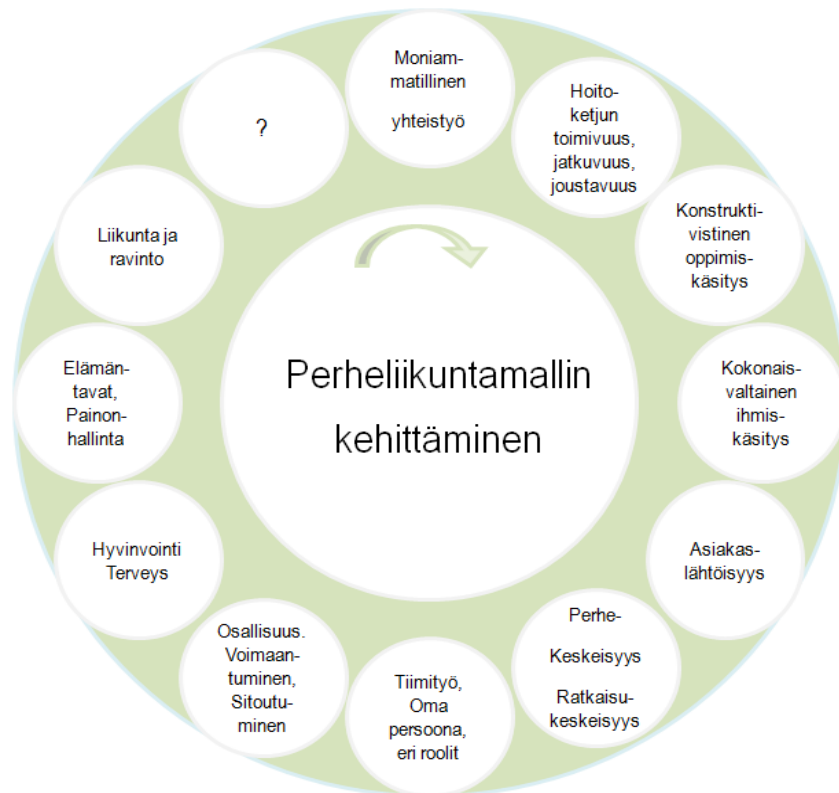 Moniam-
matillinen
yhteistyö
Hoito-
ketjun
toimivuus,
jatkuvuus,
joustavuus
Konstrukti-
vistinen
oppimis-
käsitys
Kokonais-
valtainen
ihmis-
käsitys
Asiakas-
lähtöisyys
Perhe-
Keskeisyys
Ratkaisu-
keskeisyys
Tiimityö,
Oma
persoona,
eri roolit
Osallisuus.
Voimaan-
tuminen,
Sitoutu-
minen
Hyvinvointi
Terveys
Elämän-
tavat,
Painon-
hallinta
Liikunta ja
ravinto
?
Perheliikuntamallin
kehittäminen